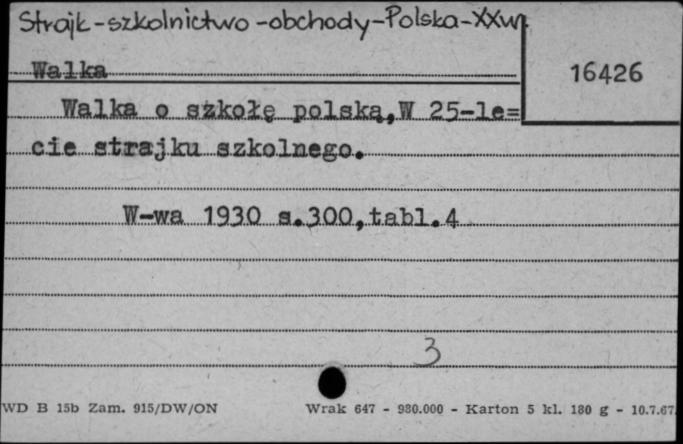 Strajk-szkolnictwo-obchody-Polska-XXw.
Walka
16426
Walka o szkołę polską,W 25-le=
cie strajku szkolnego.
W-wa 1930 s.300,tabl.4
3
WD B 15b Zam. 915/DW/ON
Wrak 647 - 980.000 - Karton 5 kl. 180 g - 10.7.67